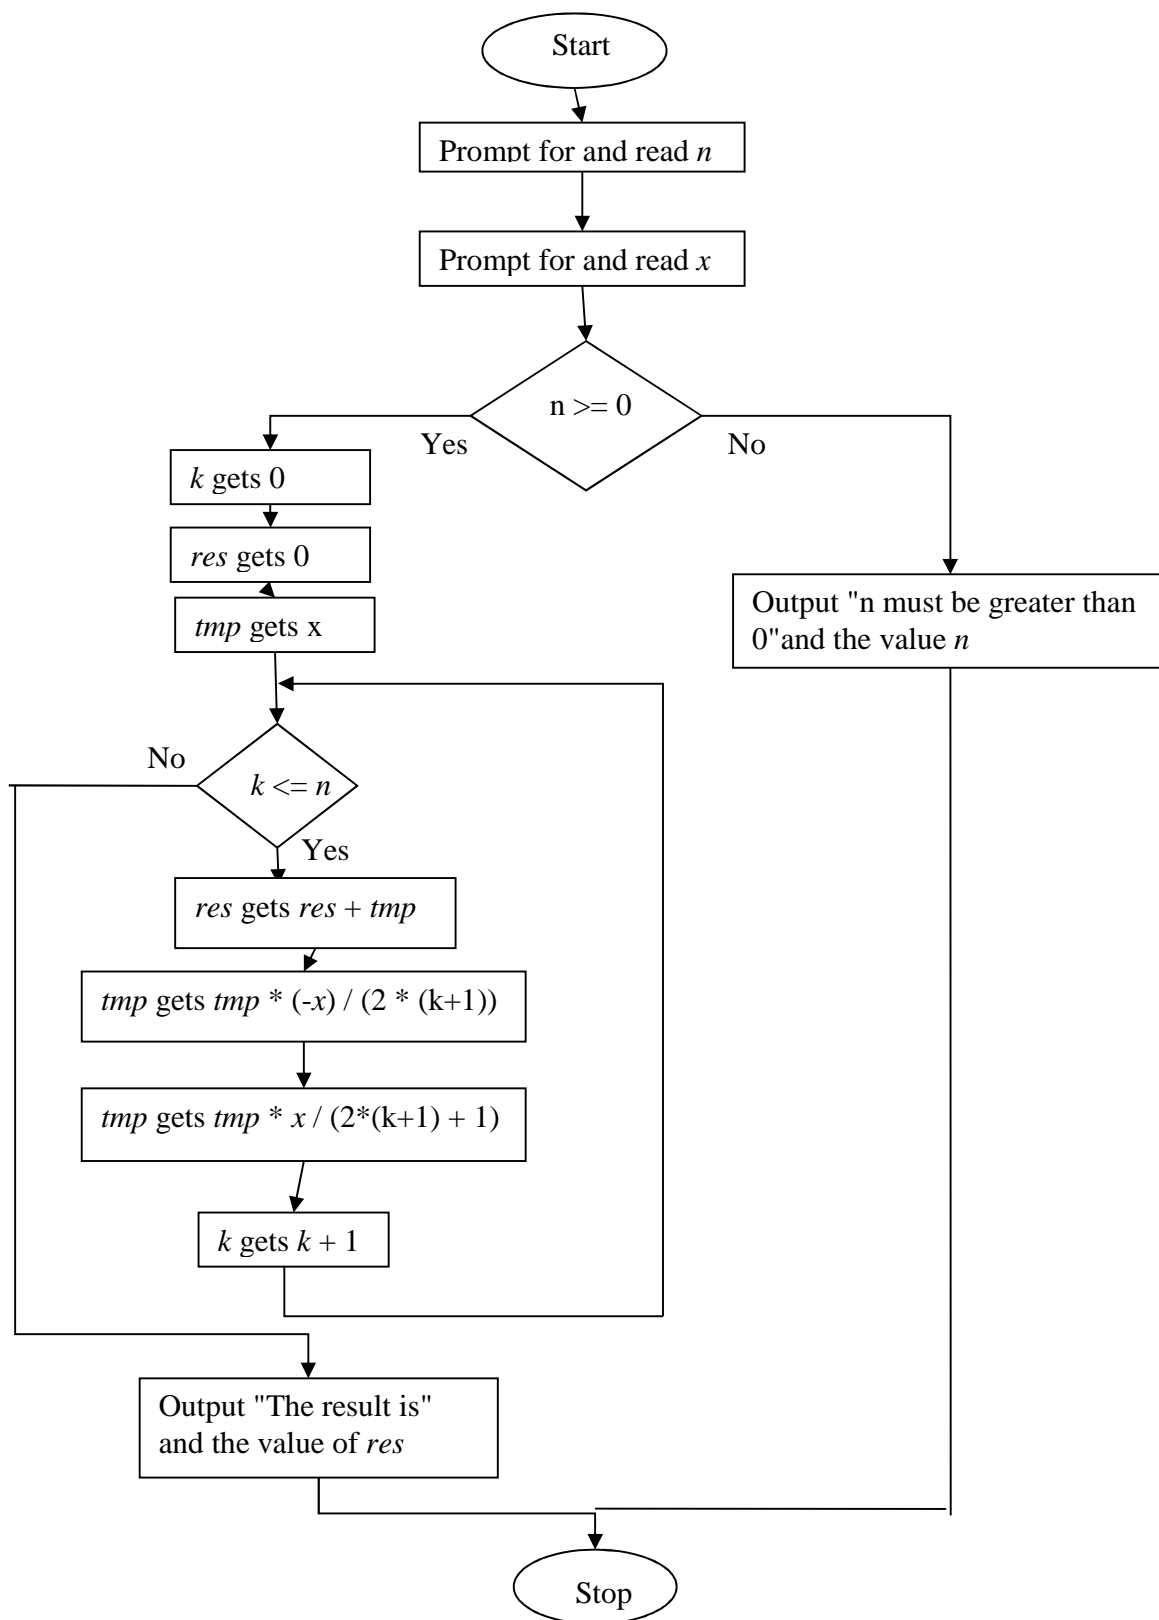 Start
Prompt for and read n
Prompt for and read x
n >= 0
Yes
No
k gets 0
res gets 0
tmp gets x
Output "n must be greater than
0"and the value n
No
k <= n
Yes
res gets res + tmp
tmp gets tmp * (-x) / (2 * (k+1))
tmp gets tmp * x / (2*(k+1) + 1)
k gets k + 1
Output "The result is"
and the value of res
Stop